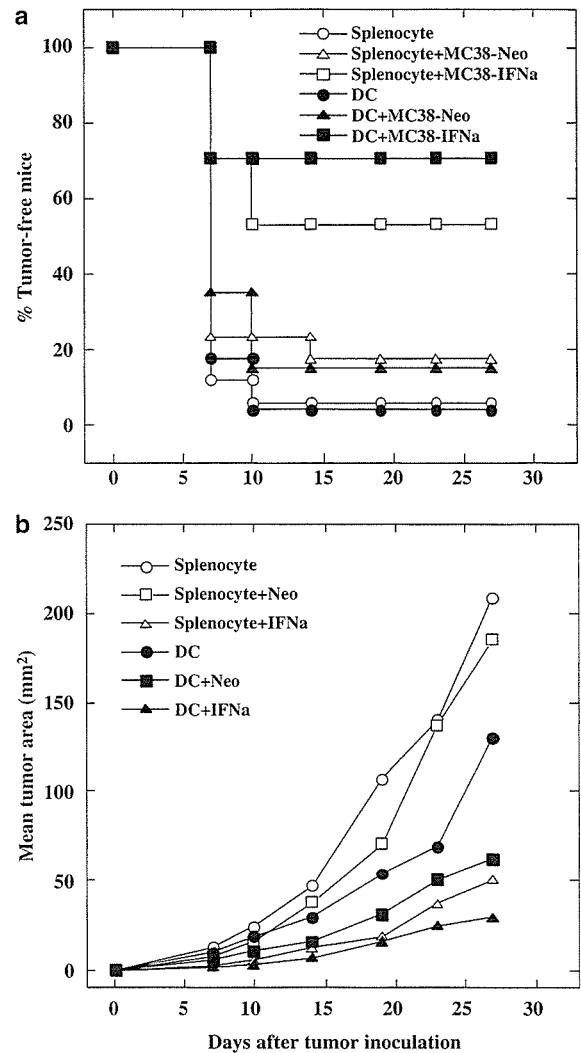 a
100
80
60
40
20
0
% Tumor-free mice
Splenocyte
Splenocyte+MC38-Neo
Splenocyte+MC38-IFNa
DC
DC+MC38-Neo
DC+MC38-IFNa
0 5 10 15 20 25 30
b
250
200
150
100
50
0
Mean tumor area (mm²)
Splenocyte
Splenocyte+Neo
Splenocyte+IFNa
DC
DC+Neo
DC+IFNa
0 5 10 15 20 25 30
Days after tumor inoculation